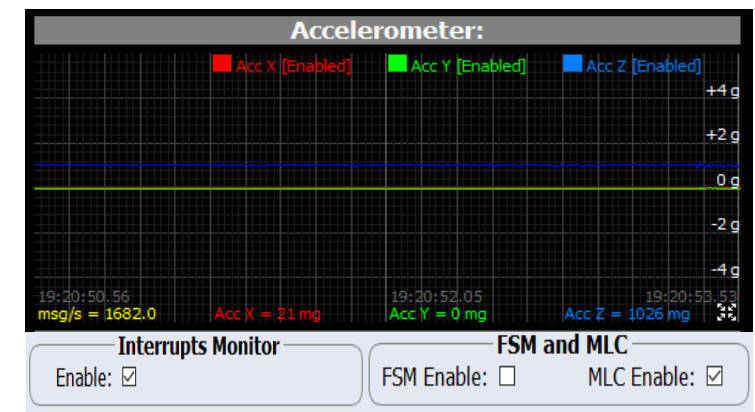 Accelerometer:
Acc X [Enabled] Acc Y [Enabled] Acc Z [Enabled]
+4 g
+2 g
0 g
-2 g
-4 g
19:20:50.56 19:20:52.05 19:20:53.53
msg/s = 1682.0 Acc X = 21 mg Acc Y = 0 mg Acc Z = 1026 mg
Interrupts Monitor FSM and MLC
Enable: FSM Enable: MLC Enable: